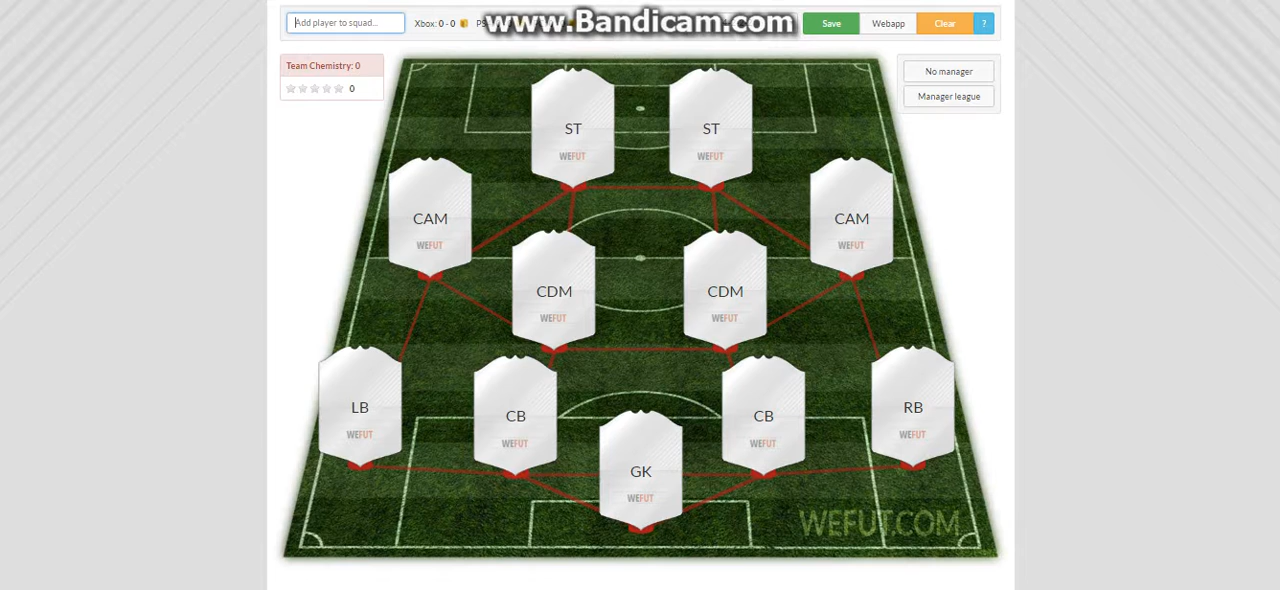 Add player to squad...
Xbox: 0 - 0
www.Bandicam.com
Save
Webapp
Clear
?
Team Chemistry: 0
0
No manager
Manager league
ST
WEFUT
ST
WEFUT
CAM
WEFUT
CAM
WEFUT
CDM
WEFUT
CDM
WEFUT
LB
WEFUT
CB
WEFUT
CB
WEFUT
RB
WEFUT
GK
WEFUT
WEFUT.COM